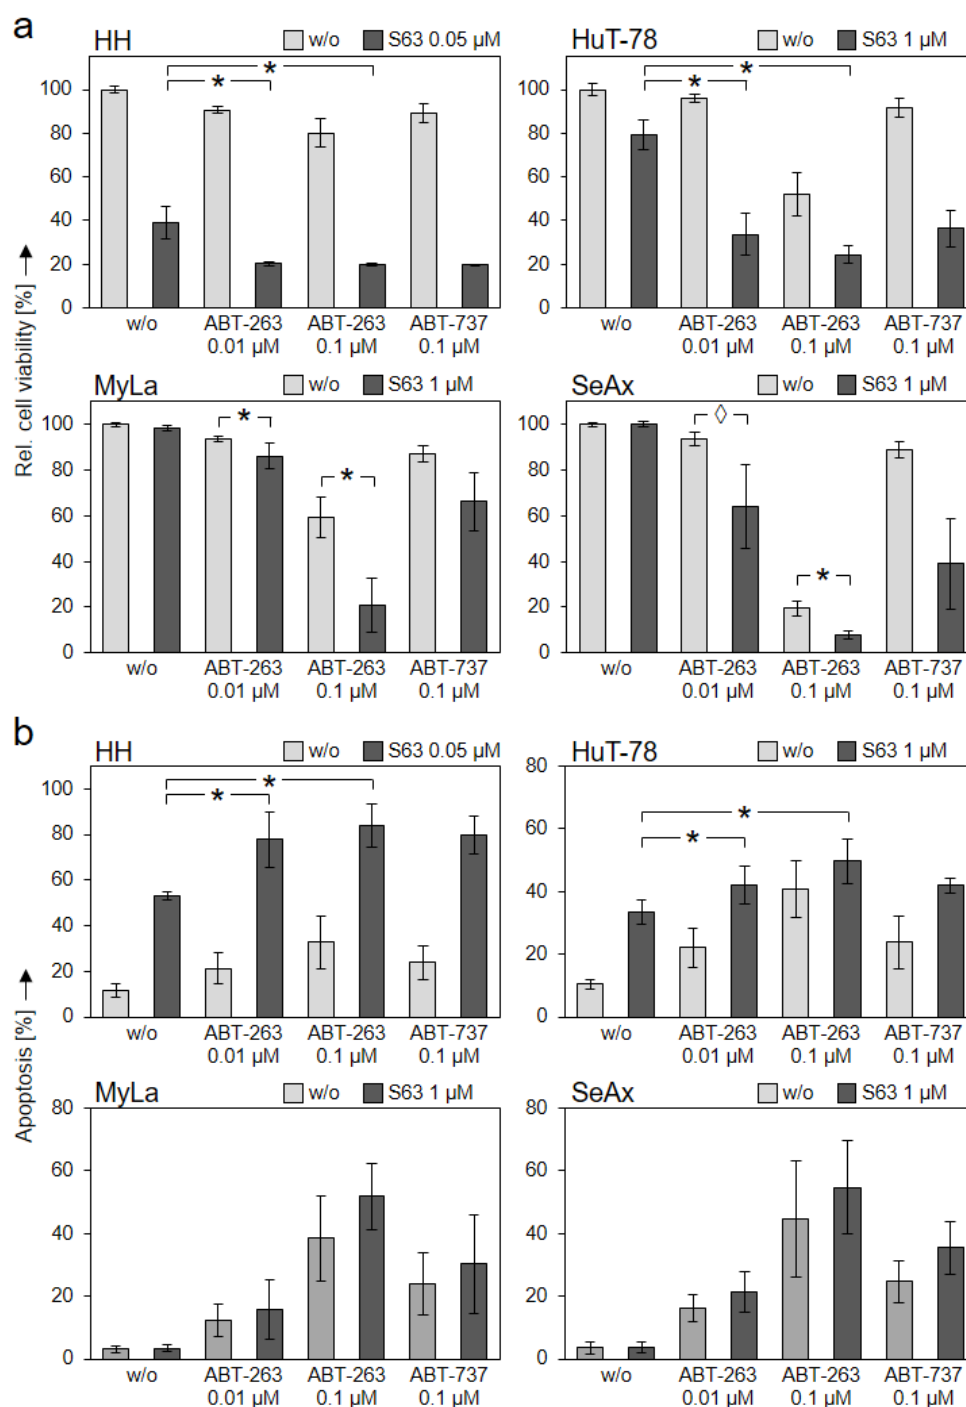 a
HH
w/o
S63 0.05 µM
HuT-78
w/o
S63 1 µM
100
80
60
40
20
0
*
*
w/o
ABT-263
0.01 µM
ABT-263
0.1 µM
ABT-737
0.1 µM
100
80
60
40
20
0
*
*
w/o
ABT-263
0.01 µM
ABT-263
0.1 µM
ABT-737
0.1 µM
Rel. cell viability [%] →
MyLa
w/o
S63 1 µM
SeAx
w/o
S63 1 µM
100
80
60
40
20
0
*
*
w/o
ABT-263
0.01 µM
ABT-263
0.1 µM
ABT-737
0.1 µM
100
80
60
40
20
0
◊
*
w/o
ABT-263
0.01 µM
ABT-263
0.1 µM
ABT-737
0.1 µM
b
HH
w/o
S63 0.05 µM
HuT-78
w/o
S63 1 µM
100
80
60
40
20
0
*
*
w/o
ABT-263
0.01 µM
ABT-263
0.1 µM
ABT-737
0.1 µM
80
60
40
20
0
*
*
w/o
ABT-263
0.01 µM
ABT-263
0.1 µM
ABT-737
0.1 µM
Apoptosis [%] →
MyLa
w/o
S63 1 µM
SeAx
w/o
S63 1 µM
80
60
40
20
0
w/o
ABT-263
0.01 µM
ABT-263
0.1 µM
ABT-737
0.1 µM
80
60
40
20
0
w/o
ABT-263
0.01 µM
ABT-263
0.1 µM
ABT-737
0.1 µM